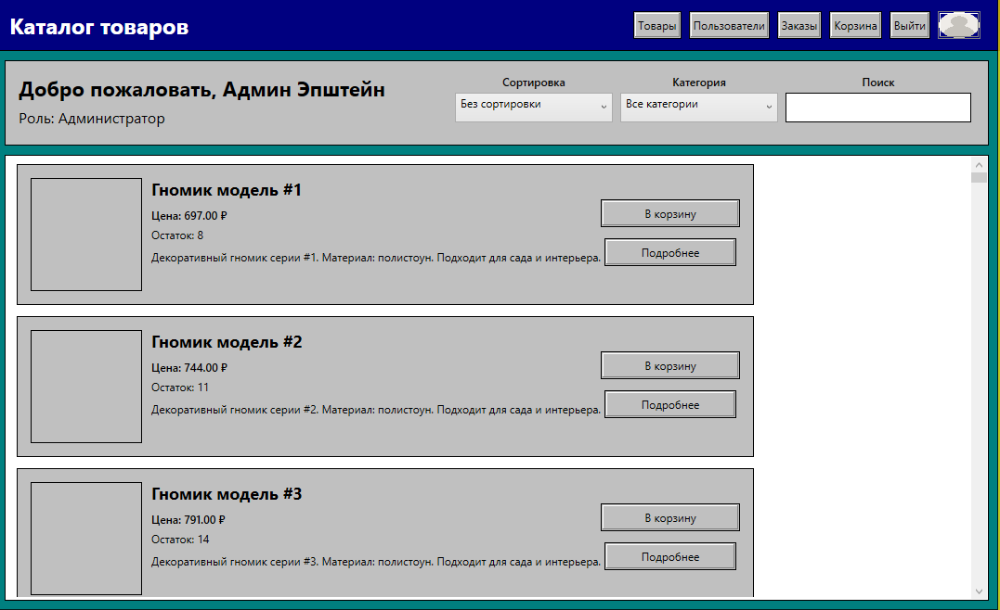 Каталог товаров
Товары Пользователи Заказы Корзина Выйти
Добро пожаловать, Админ Эпштейн
Роль: Администратор
Сортировка Категория Поиск
Без сортировки Все категории
Гномик модель #1
Цена: 697.00 ₽
Остаток: 8
Декоративный гномик серии #1. Материал: полистоун. Подходит для сада и интерьера.
В корзину
Подробнее
Гномик модель #2
Цена: 744.00 ₽
Остаток: 11
Декоративный гномик серии #2. Материал: полистоун. Подходит для сада и интерьера.
В корзину
Подробнее
Гномик модель #3
Цена: 791.00 ₽
Остаток: 14
Декоративный гномик серии #3. Материал: полистоун. Подходит для сада и интерьера.
В корзину
Подробнее